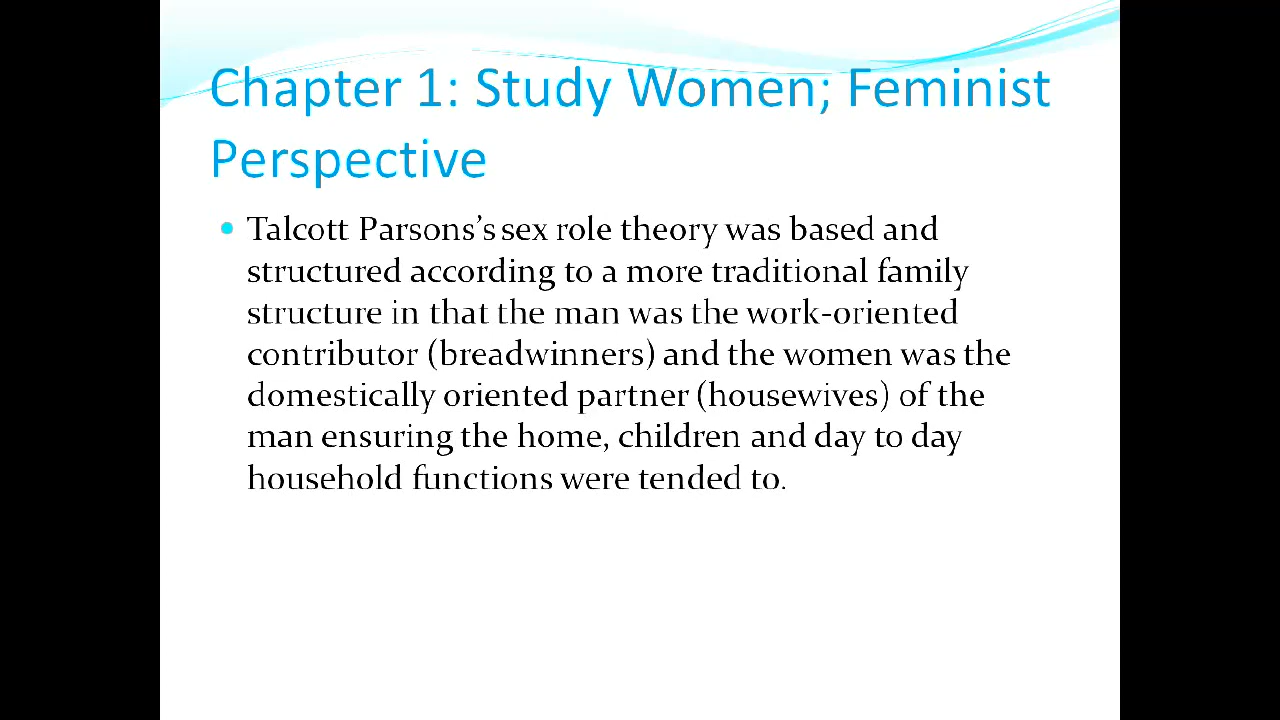 Chapter 1: Study Women; Feminist
Perspective
• Talcott Parsons's sex role theory was based and
structured according to a more traditional family
structure in that the man was the work-oriented
contributor (breadwinners) and the women was the
domestically oriented partner (housewives) of the
man ensuring the home, children and day to day
household functions were tended to.